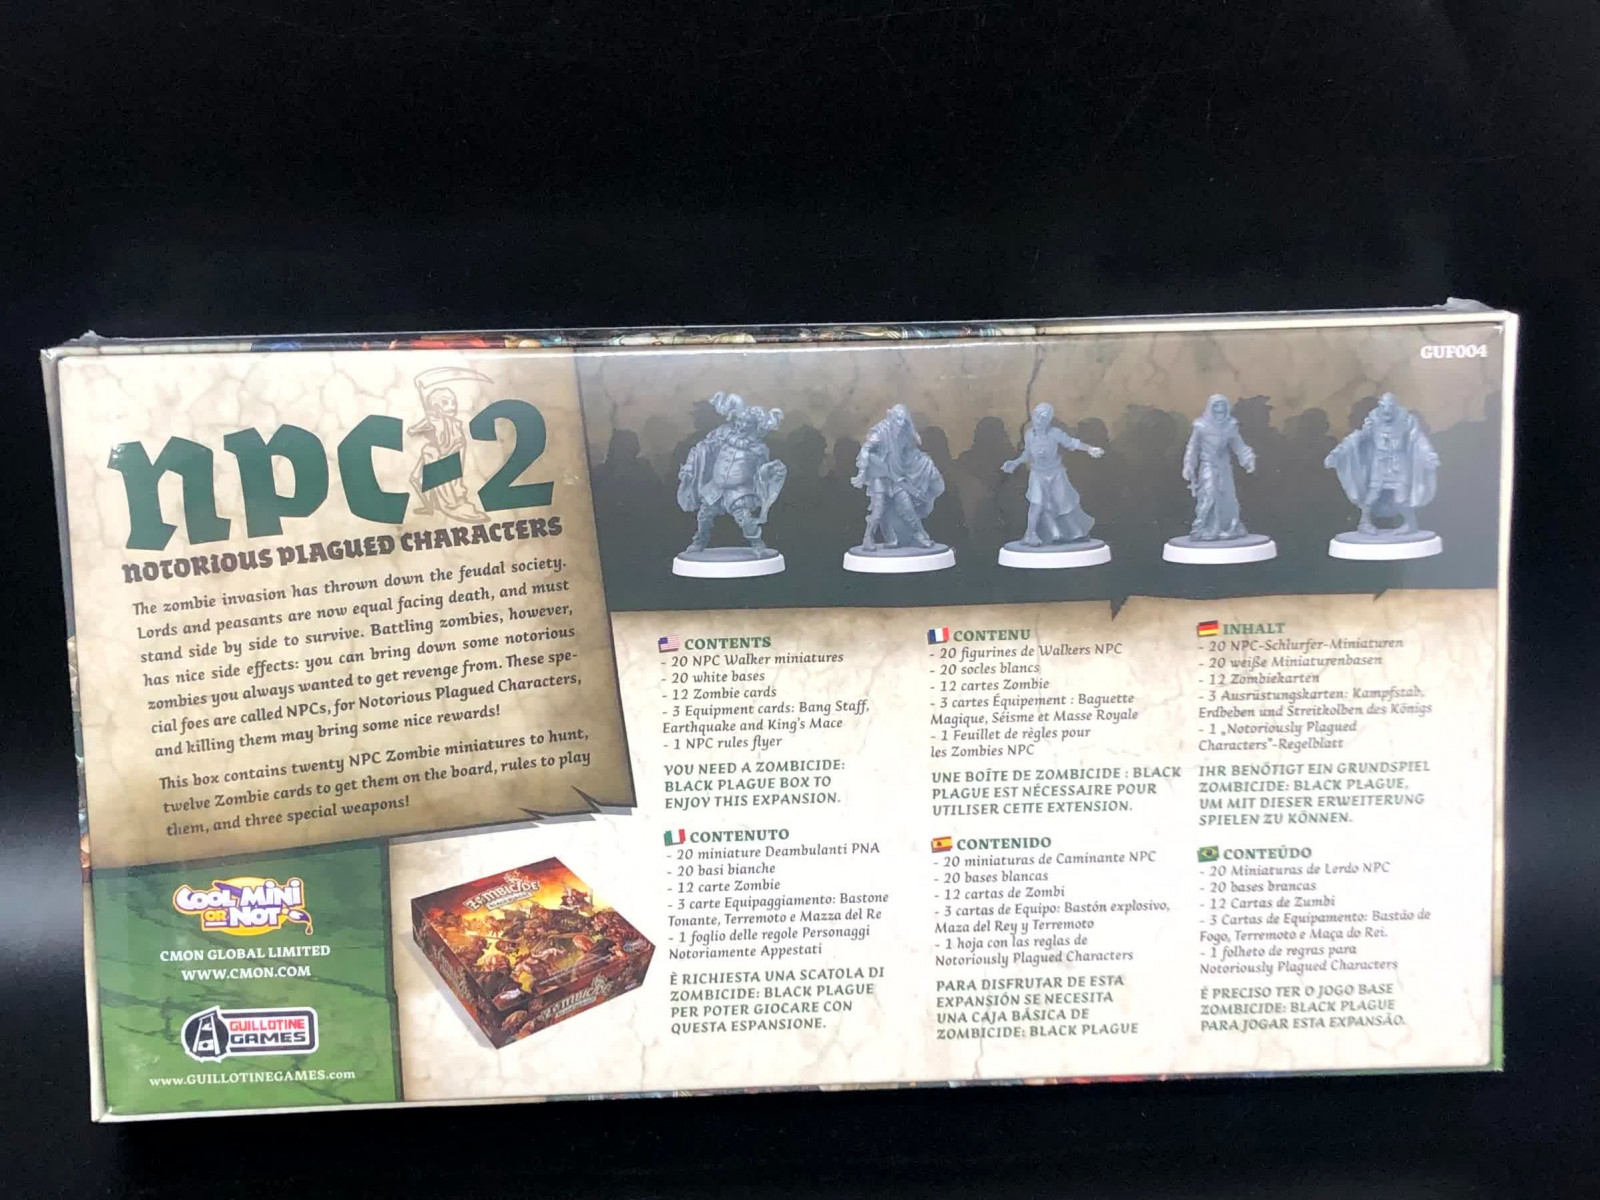 GUF004
NPC-2
NOTORIOUS PLAGUED CHARACTERS
The zombie invasion has thrown down the feudal society.
Lords and peasants are now equal facing death, and must
stand side by side to survive. Battling zombies, however,
has nice side effects: you can bring down some notorious
zombies you always wanted to get revenge from. These spe-
cial foes are called NPCs, for Notorious Plagued Characters,
and killing them may bring some nice rewards!
This box contains twenty NPC Zombie miniatures to hunt,
twelve Zombie cards to get them on the board, rules to play
them, and three special weapons!
COOL MINI
OR NOT
CMON GLOBAL LIMITED
WWW.CMON.COM
GUILLOTINE
GAMES
www.GUILLOTINEGAMES.com
ZOMBICIDE
BLACK PLAGUE
ZOMBICIDE
CONTENTS
- 20 NPC Walker miniatures
- 20 white bases
- 12 Zombie cards
- 3 Equipment cards: Bang Staff,
Earthquake and King's Mace
- 1 NPC rules flyer
YOU NEED A ZOMBICIDE:
BLACK PLAGUE BOX TO
ENJOY THIS EXPANSION.
CONTENU
- 20 figurines de Walkers NPC
- 20 socles blancs
- 12 cartes Zombie
- 3 cartes Équipement : Baguette
Magique, Séisme et Masse Royale
- 1 Feuillet de règles pour
les Zombies NPC
UNE BOÎTE DE ZOMBICIDE : BLACK
PLAGUE EST NÉCESSAIRE POUR
UTILISER CETTE EXTENSION.
INHALT
- 20 NPC-Schlurfer-Miniaturen
- 20 weiße Miniaturenbasen
- 12 Zombiekarten
- 3 Ausrüstungskarten: Kampfstab,
Erdbeben und Streitkolben des Königs
- 1 „Notoriously Plagued
Characters"-Regelblatt
IHR BENÖTIGT EIN GRUNDSPIEL
ZOMBICIDE: BLACK PLAGUE,
UM MIT DIESER ERWEITERUNG
SPIELEN ZU KÖNNEN.
CONTENUTO
- 20 miniature Deambulanti PNA
- 20 basi bianche
- 12 carte Zombie
- 3 carte Equipaggiamento: Bastone
Tonante, Terremoto e Mazza del Re
- 1 foglio delle regole Personaggi
Notoriamente Appestati
È RICHIESTA UNA SCATOLA DI
ZOMBICIDE: BLACK PLAGUE
PER POTER GIOCARE CON
QUESTA ESPANSIONE.
CONTENIDO
- 20 miniaturas de Caminante NPC
- 20 bases blancas
- 12 cartas de Zombi
- 3 cartas de Equipo: Bastón explosivo,
Maza del Rey y Terremoto
- 1 hoja con las reglas de
Notoriously Plagued Characters
PARA DISFRUTAR DE ESTA
EXPANSIÓN SE NECESITA
UNA CAJA BÁSICA DE
ZOMBICIDE: BLACK PLAGUE
CONTEÚDO
- 20 Miniaturas de Lerdo NPC
- 20 bases brancas
- 12 Cartas de Zumbi
- 3 Cartas de Equipamento: Bastão de
Fogo, Terremoto e Maça do Rei.
- 1 folheto de regras para
Notoriously Plagued Characters
É PRECISO TER O JOGO BASE
ZOMBICIDE: BLACK PLAGUE
PARA JOGAR ESTA EXPANSÃO.